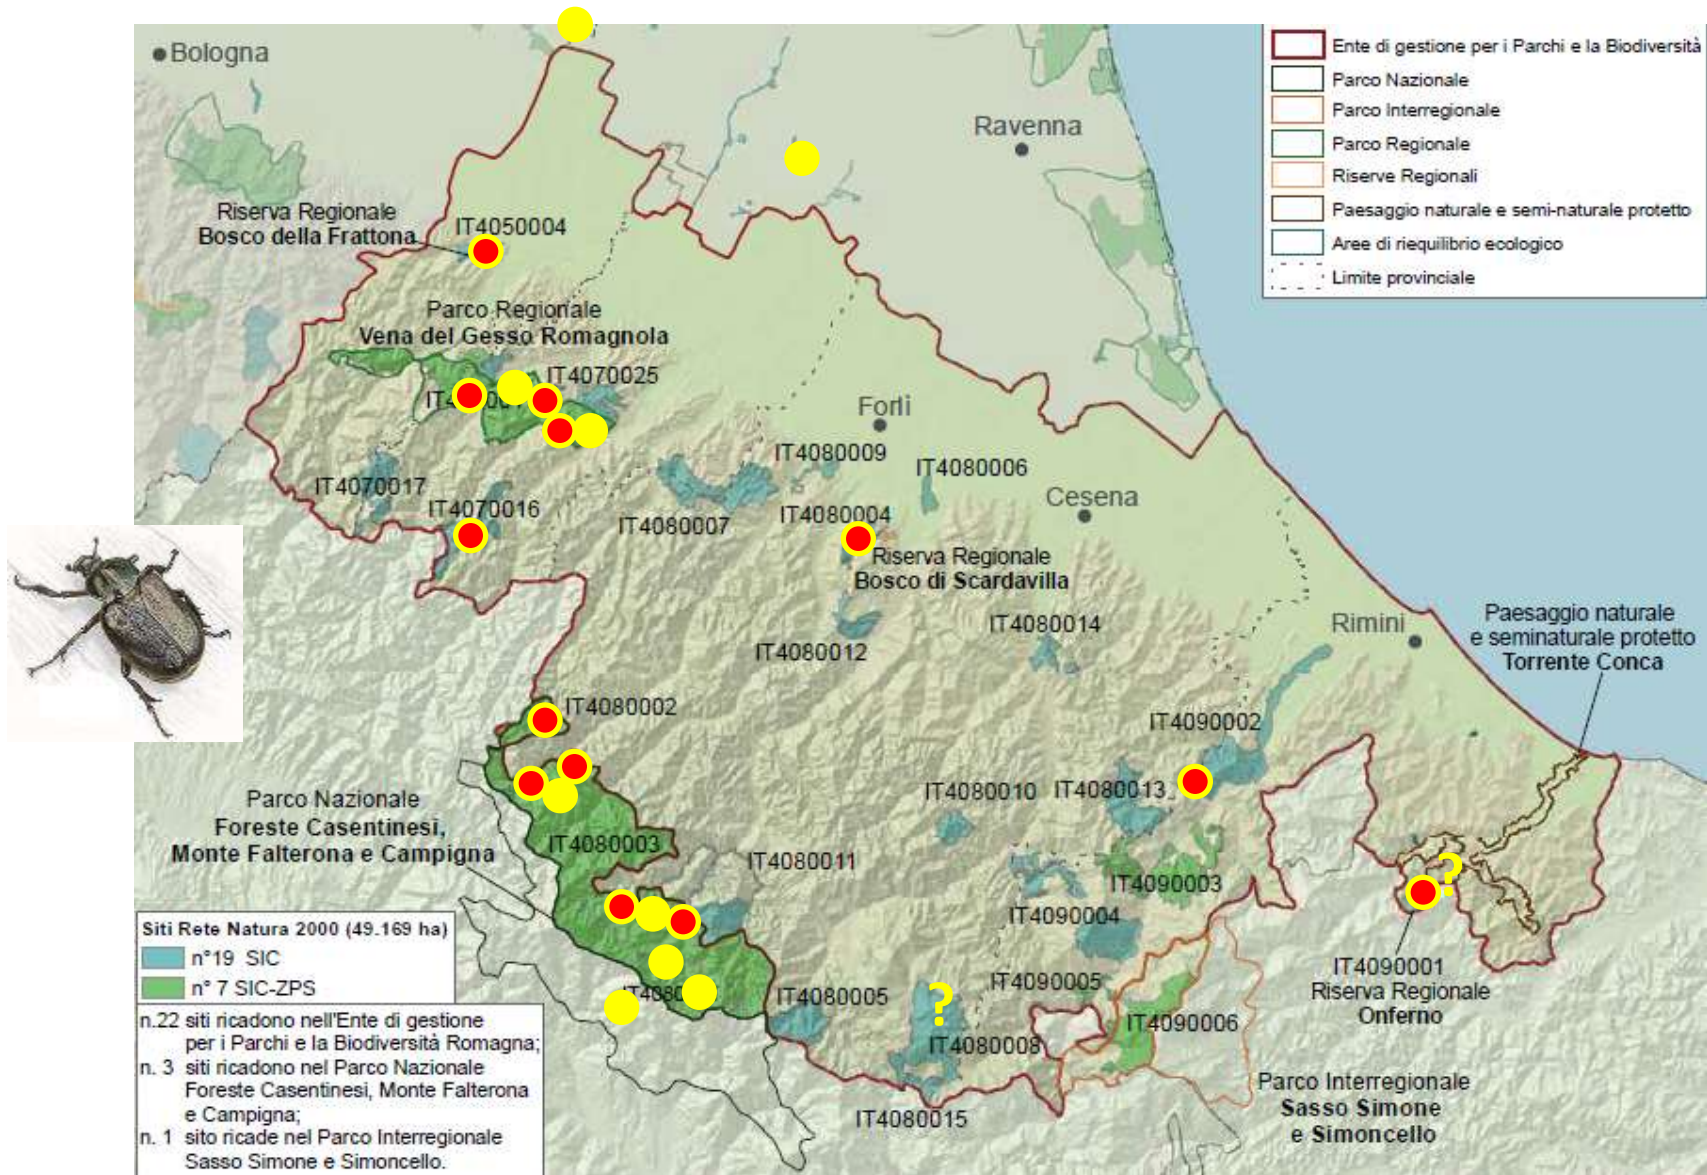 Bologna
Ente di gestione per i Parchi e la Biodiversità
Parco Nazionale
Parco Interregionale
Parco Regionale
Riserve Regionali
Paesaggio naturale e semi-naturale protetto
Aree di riequilibrio ecologico
Limite provinciale
Ravenna
Riserva Regionale
Bosco della Frattona
IT4050004
Parco Regionale
Vena del Gesso Romagnola
IT4070025
Forlì
IT4080009
IT4080006
IT4070017
IT4070016
IT4080007
IT4080004
Cesena
Riserva Regionale
Bosco di Scardavilla
IT4080014
IT4080012
Rimini
Paesaggio naturale
e seminaturale protetto
Torrente Conca
IT4080002
IT4090002
IT4080010
IT4080013
Parco Nazionale
Foreste Casentinesi,
Monte Falterona e Campigna
IT4080003
IT4080011
IT4090003
IT4090004
?
Siti Rete Natura 2000 (49.169 ha)
n°19 SIC
n° 7 SIC-ZPS
IT4080005
?
IT4090005
IT4080008
IT4090006
IT4090001
Riserva Regionale
Onferno
n.22 siti ricadono nell'Ente di gestione
per i Parchi e la Biodiversità Romagna;
n. 3 siti ricadono nel Parco Nazionale
Foreste Casentinesi, Monte Falterona
e Campigna;
n. 1 sito ricade nel Parco Interregionale
Sasso Simone e Simoncello.
IT4080015
Parco Interregionale
Sasso Simone
e Simoncello